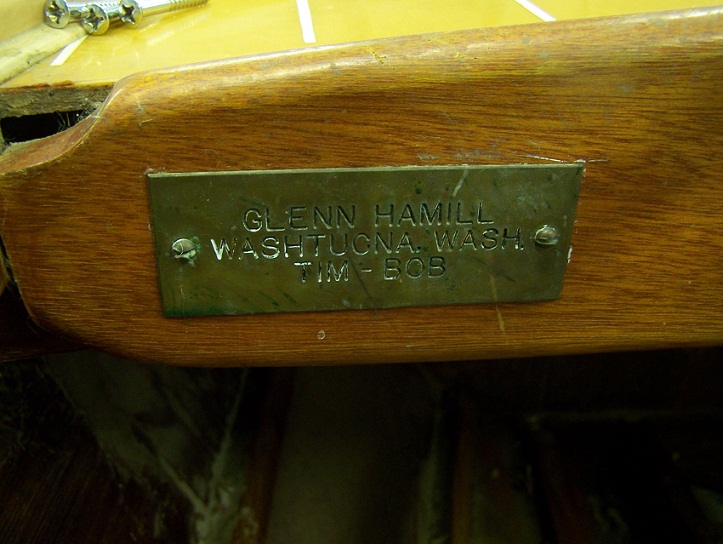 GLENN HAMILL
WASHTUCNA, WASH.
TIM - BOB